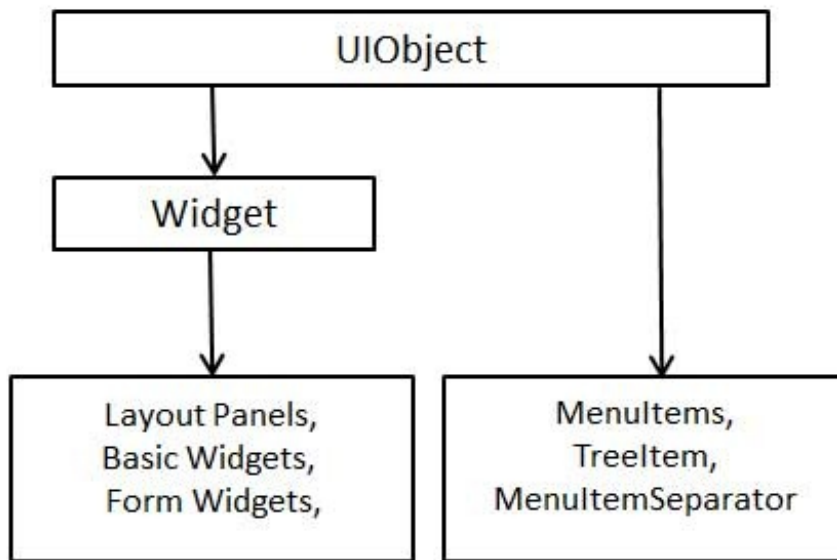 UIObject
Widget
Layout Panels,
Basic Widgets,
Form Widgets,
MenuItems,
TreeItem,
MenuItemSeparator